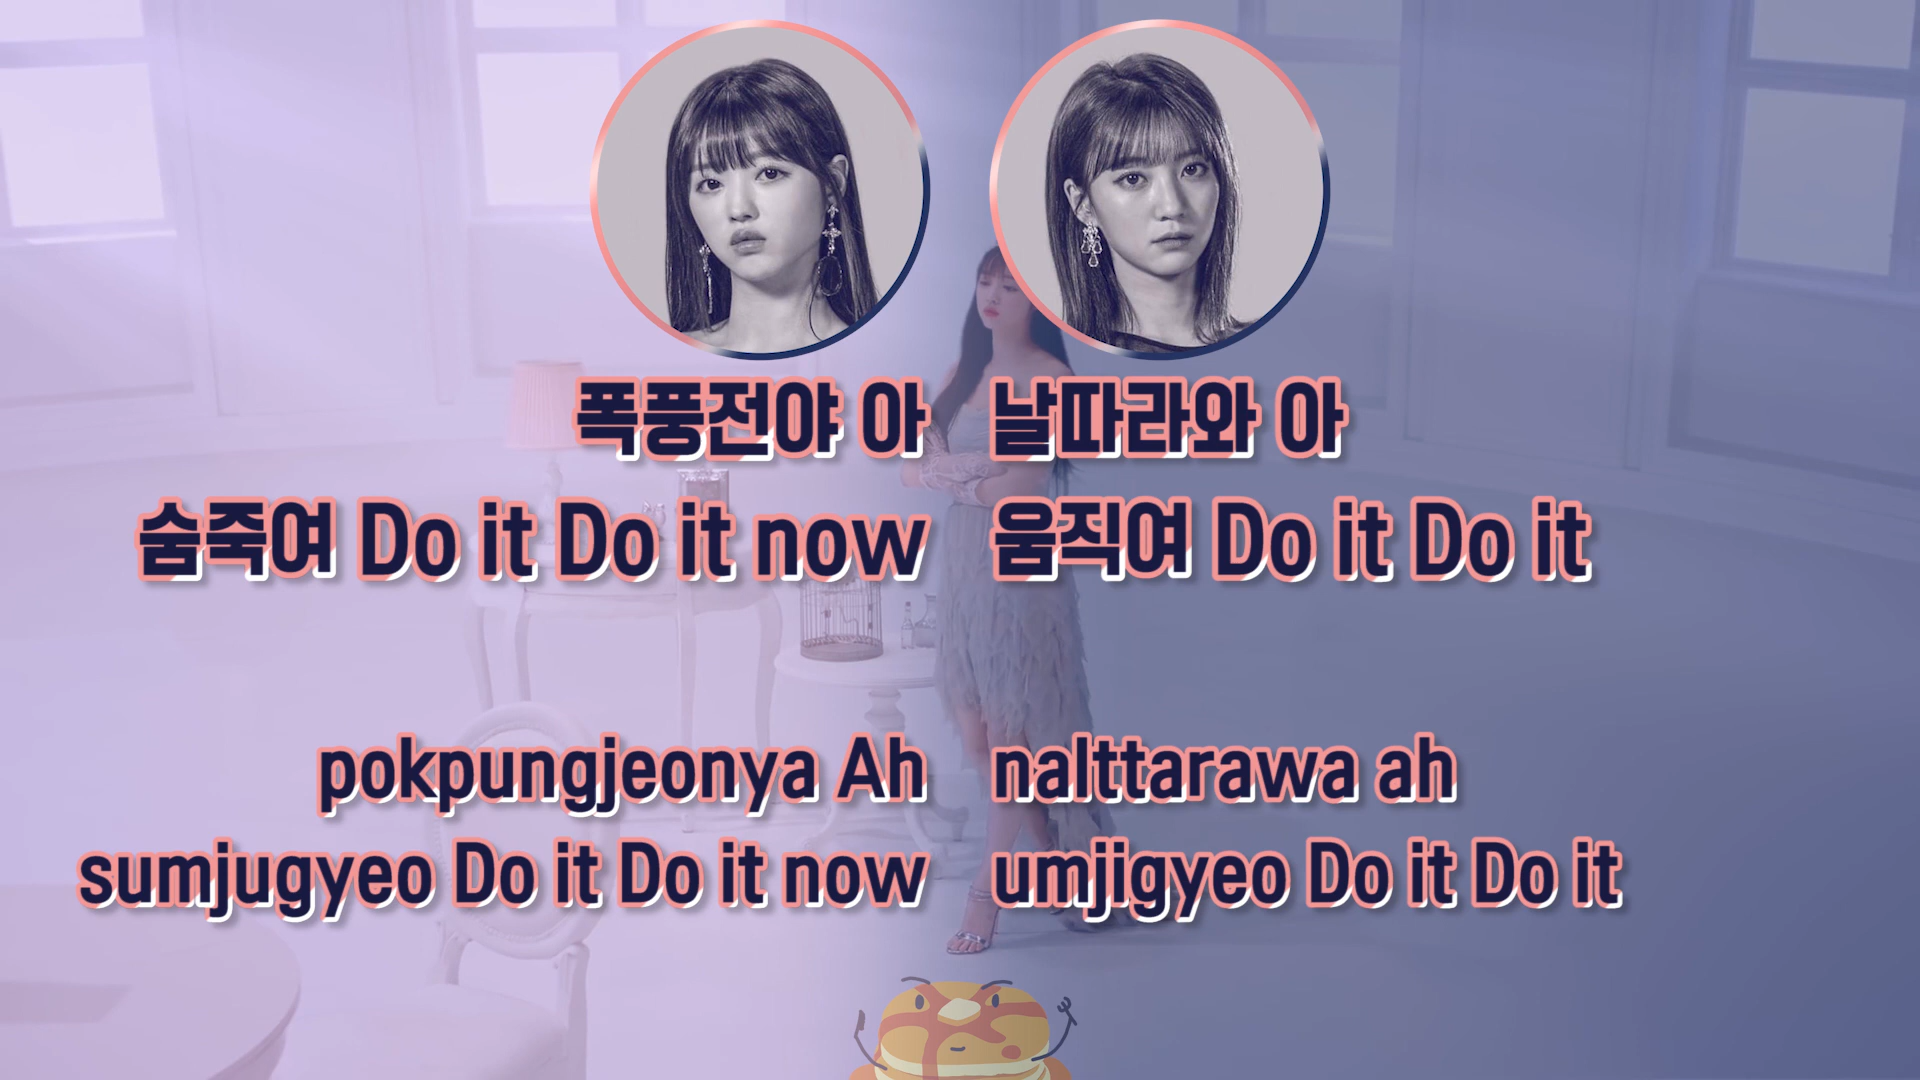 폭풍전야 아
숨죽여 Do it Do it now
날따라와 아
움직여 Do it Do it
pokpungjeonya Ah
sumjugyeo Do it Do it now
nalttarawa ah
umjigyeo Do it Do it